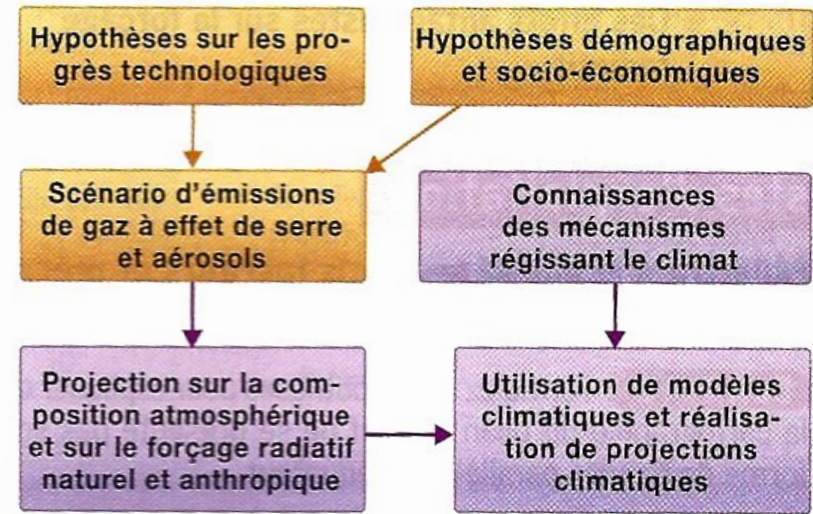 Hypothèses sur les pro-
grès technologiques
Hypothèses démographiques
et socio-économiques
Scénario d'émissions
de gaz à effet de serre
et aérosols
Connaissances
des mécanismes
régissant le climat
Projection sur la com-
position atmosphérique
et sur le forçage radiatif
naturel et anthropique
Utilisation de modèles
climatiques et réalisa-
tion de projections
climatiques